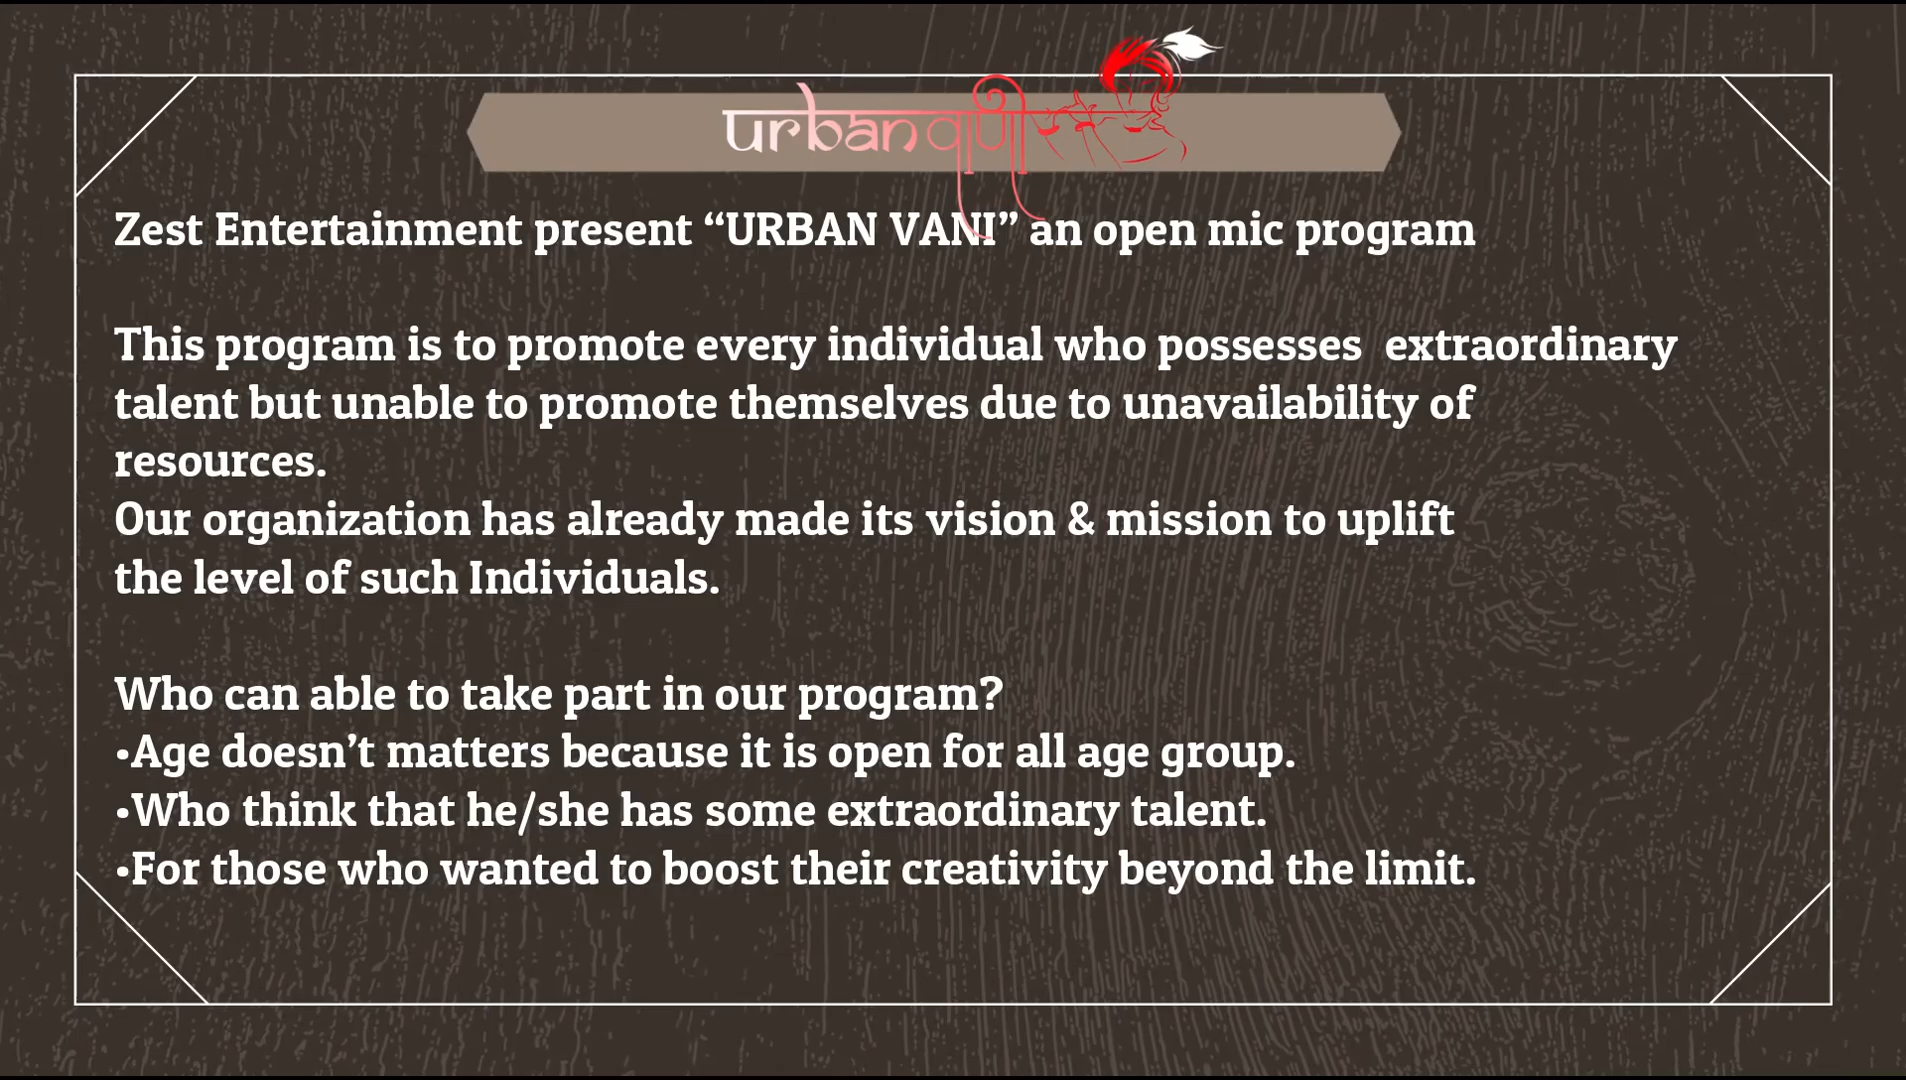 urbanवाणी
Zest Entertainment present “URBAN VANI” an open mic program
This program is to promote every individual who possesses  extraordinary
talent but unable to promote themselves due to unavailability of
resources.
Our organization has already made its vision & mission to uplift
the level of such Individuals.
Who can able to take part in our program?
•Age doesn’t matters because it is open for all age group.
•Who think that he/she has some extraordinary talent.
•For those who wanted to boost their creativity beyond the limit.